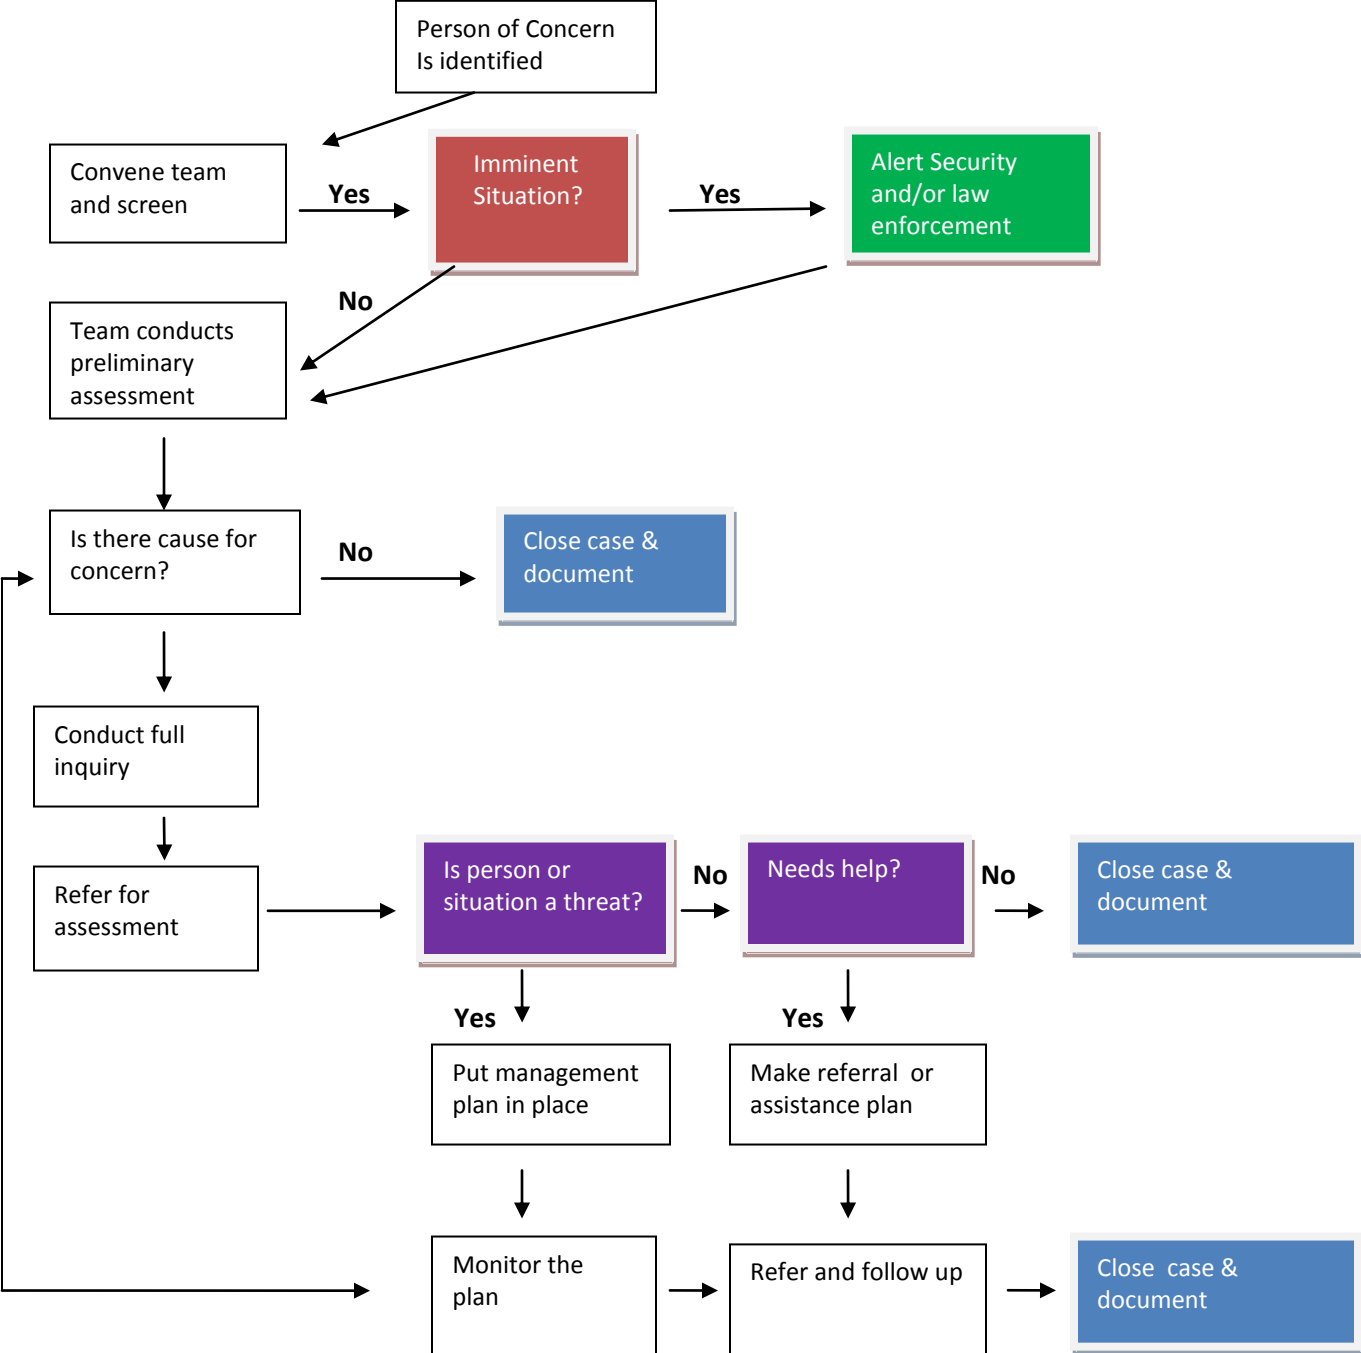 Person of Concern
Is identified
Convene team
and screen
Yes
Imminent
Situation?
Yes
Alert Security
and/or law
enforcement
No
Team conducts
preliminary
assessment
Is there cause for
concern?
No
Close case &
document
Conduct full
inquiry
Refer for
assessment
Is person or
situation a threat?
No
Needs help?
No
Close case &
document
Yes
Yes
Put management
plan in place
Make referral  or
assistance plan
Monitor the
plan
Refer and follow up
Close  case &
document